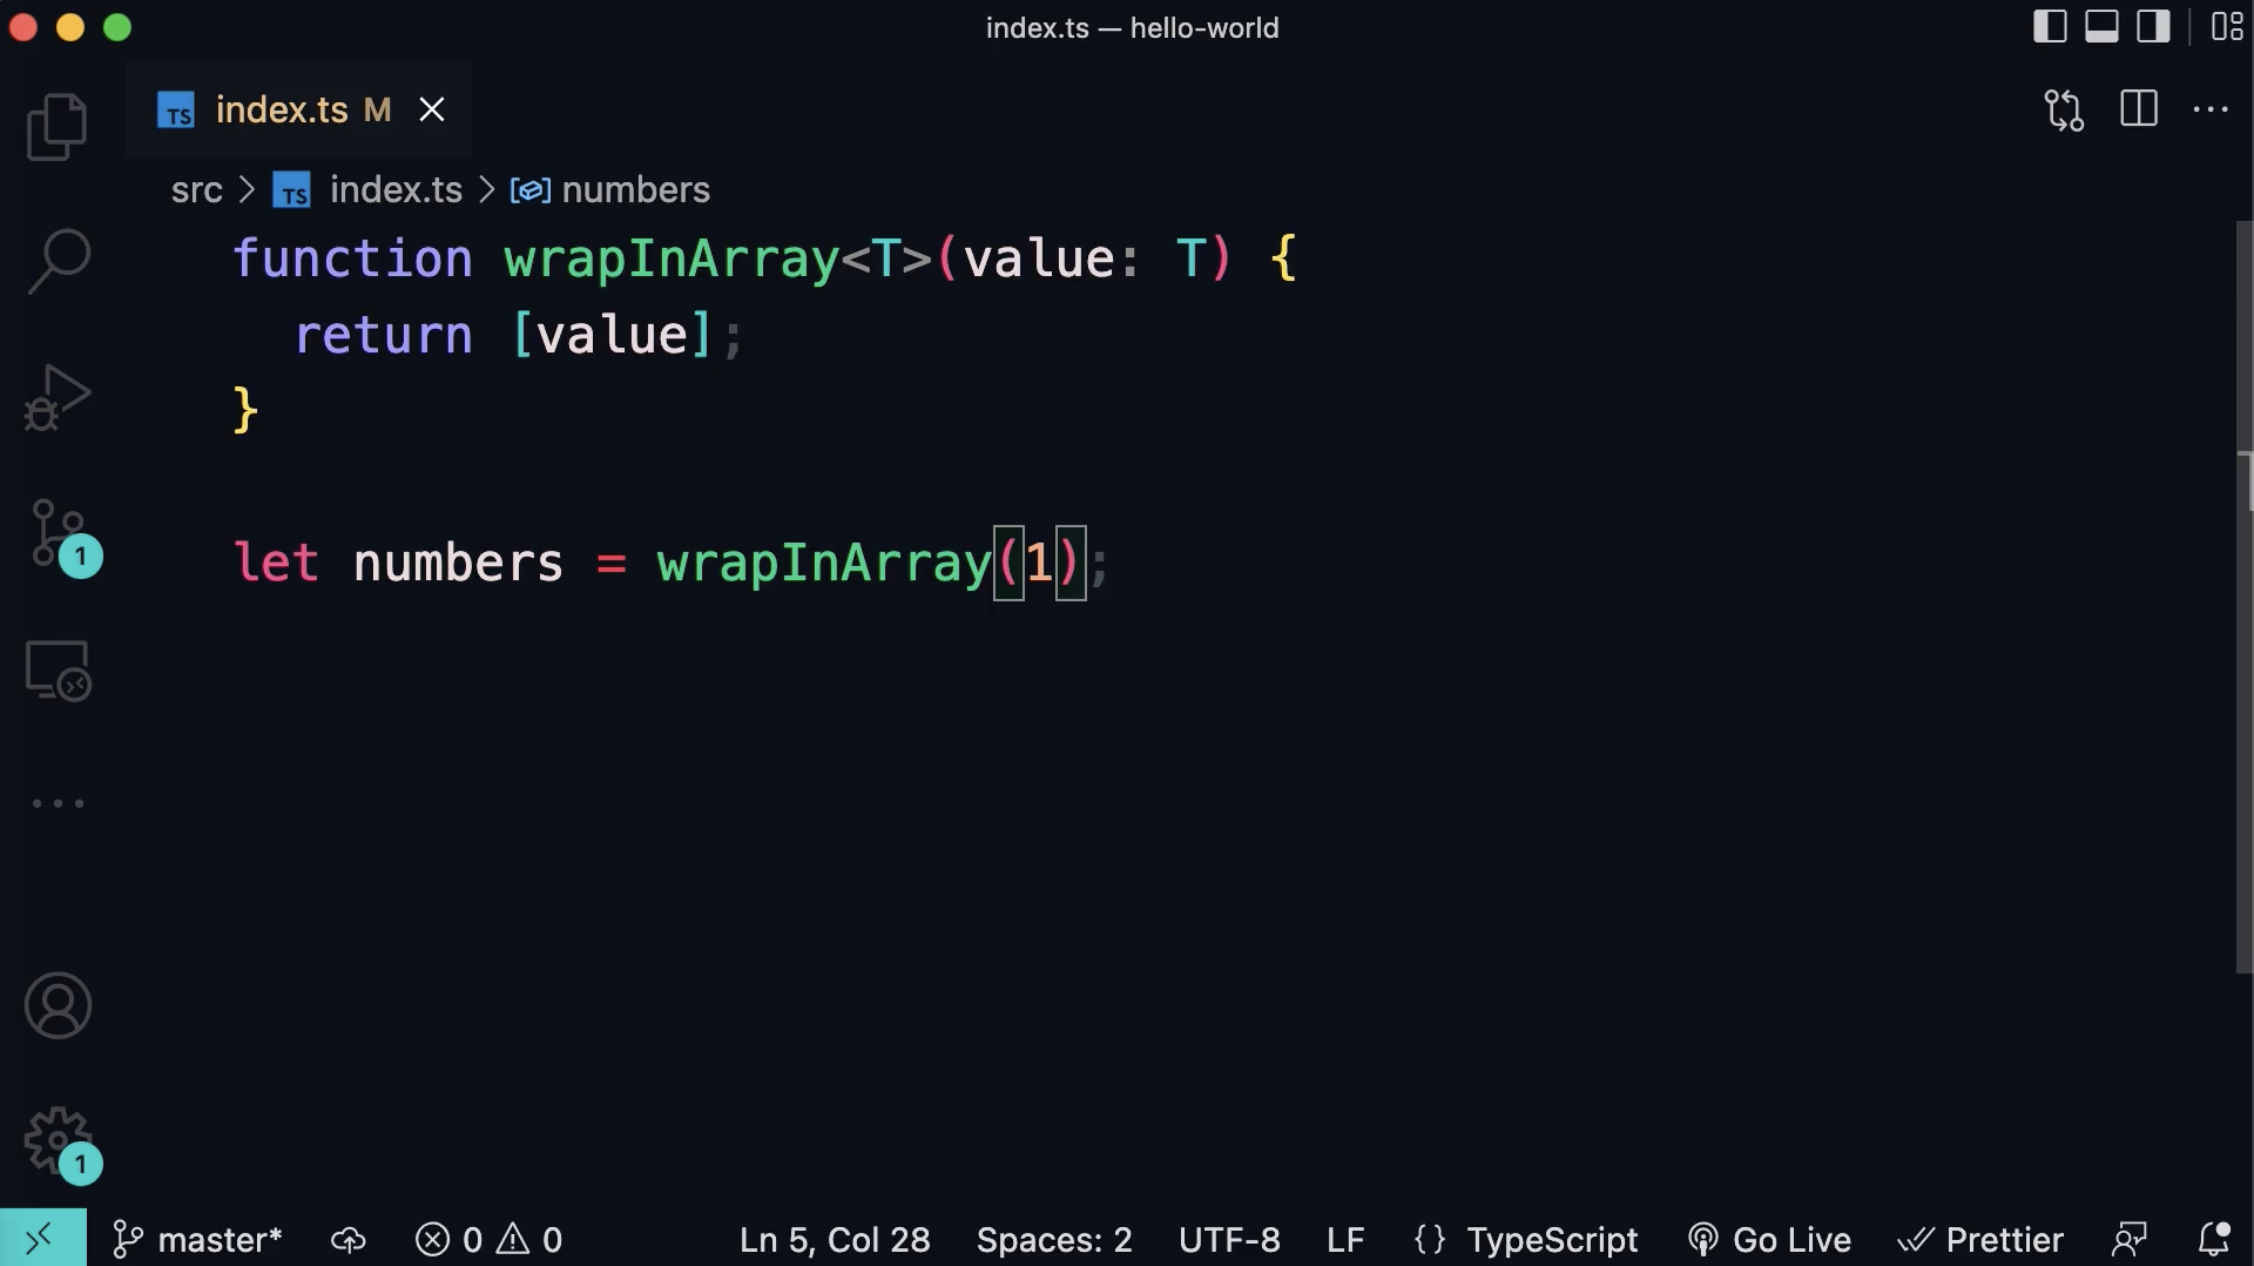 index.ts — hello-world
TS index.ts M
src > TS index.ts > numbers
function wrapInArray<T>(value: T) {
  return [value];
}
let numbers = wrapInArray(1);
1
1
master* 0 0 Ln 5, Col 28 Spaces: 2 UTF-8 LF {} TypeScript Go Live Prettier